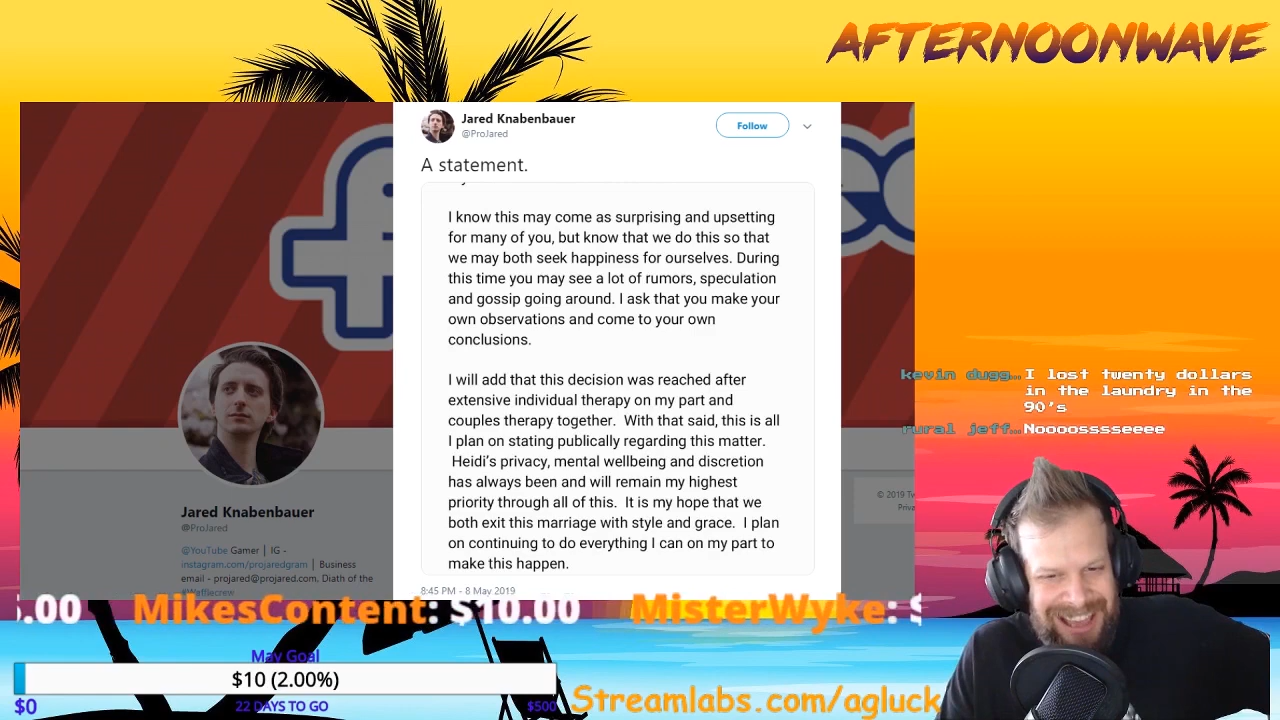 AFTERNOONWAVE
Jared Knabenbauer
@ProJared
Follow
A statement.
I know this may come as surprising and upsetting
for many of you, but know that we do this so that
we may both seek happiness for ourselves. During
this time you may see a lot of rumors, speculation
and gossip going around. I ask that you make your
own observations and come to your own
conclusions.
I will add that this decision was reached after
extensive individual therapy on my part and
couples therapy together. With that said, this is all
I plan on stating publically regarding this matter.
Heidi's privacy, mental wellbeing and discretion
has always been and will remain my highest
priority through all of this. It is my hope that we
both exit this marriage with style and grace. I plan
on continuing to do everything I can on my part to
make this happen.
8:45 PM - 8 May 2019
Jared Knabenbauer
@ProJared
@YouTube Gamer | IG -
instagram.com/projaredgram | Business
email - projared@projared.com. Diath of the
#Wafflecrew
© 2019 Tw
Priva
kevin dugg… I lost twenty dollars
in the laundry in the
90's
rural jeff… Noooosssseeee
.00 MikesContent: $10.00 MisterWyke: $
May Goal
$10 (2.00%)
$0 22 DAYS TO GO $500
Streamlabs.com/agluck